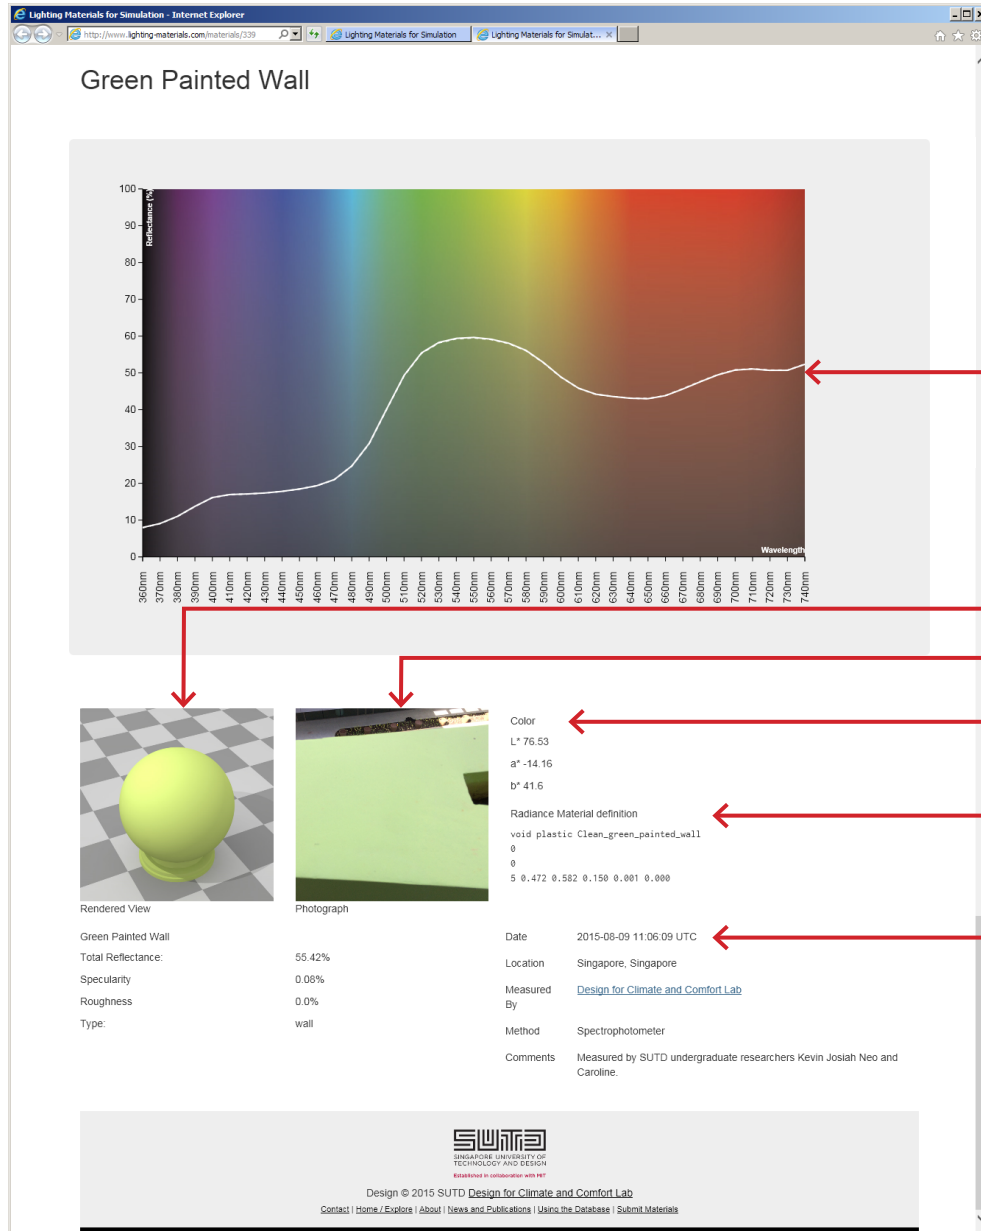 Lighting Materials for Simulation - Internet Explorer
http://www.lighting-materials.com/materials/339
Lighting Materials for Simulation
Lighting Materials for Simulat...
Green Painted Wall
Reflectance (%)
100
90
80
70
60
50
40
30
20
10
0
Wavelength
360nm
370nm
380nm
390nm
400nm
410nm
420nm
430nm
440nm
450nm
460nm
470nm
480nm
490nm
500nm
510nm
520nm
530nm
540nm
550nm
560nm
570nm
580nm
590nm
600nm
610nm
620nm
630nm
640nm
650nm
660nm
670nm
680nm
690nm
700nm
710nm
720nm
730nm
740nm
Rendered View
Photograph
Color
L* 76.53
a* -14.16
b* 41.6
Radiance Material definition
void plastic Clean_green_painted_wall
0
0
5 0.472 0.582 0.150 0.001 0.000
Green Painted Wall
Total Reflectance: 55.42%
Specularity 0.08%
Roughness 0.0%
Type: wall
Date 2015-08-09 11:06:09 UTC
Location Singapore, Singapore
Measured By Design for Climate and Comfort Lab
Method Spectrophotometer
Comments Measured by SUTD undergraduate researchers Kevin Josiah Neo and
Caroline.
SUTD
SINGAPORE UNIVERSITY OF
TECHNOLOGY AND DESIGN
Established in collaboration with MIT
Design © 2015 SUTD Design for Climate and Comfort Lab
Contact | Home / Explore | About | News and Publications | Using the Database | Submit Materials